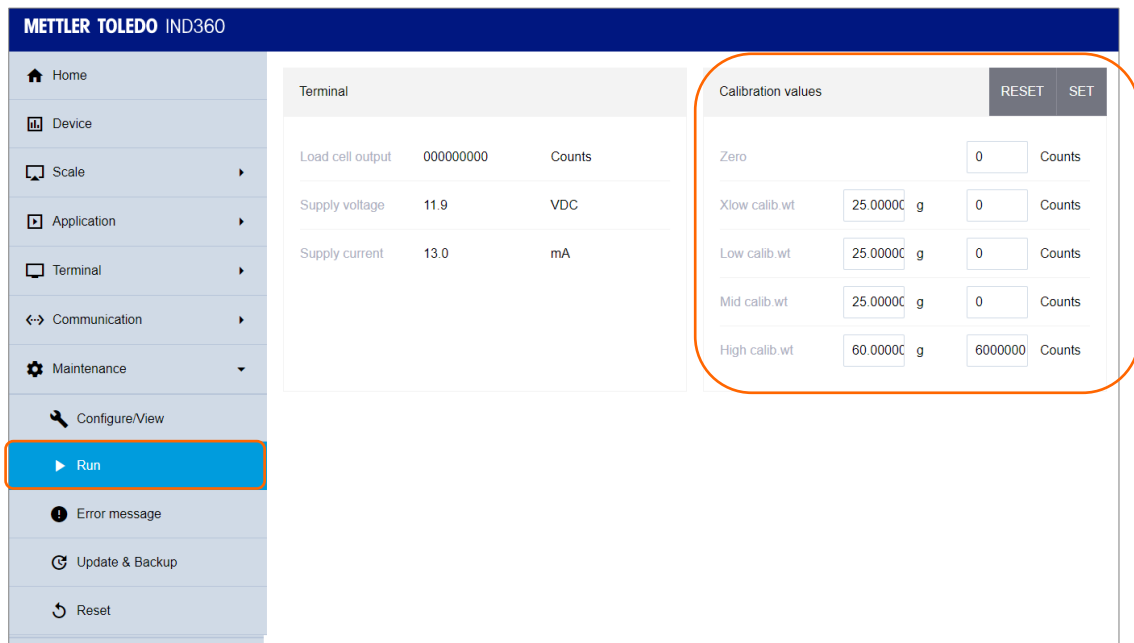 METTLER TOLEDO IND360
Home
Device
Scale
Application
Terminal
Communication
Maintenance
Configure/View
Run
Error message
Update & Backup
Reset
Terminal
Load cell output 000000000 Counts
Supply voltage 11.9 VDC
Supply current 13.0 mA
Calibration values RESET SET
Zero 0 Counts
Xlow calib.wt 25.00000 g 0 Counts
Low calib.wt 25.00000 g 0 Counts
Mid calib.wt 25.00000 g 0 Counts
High calib.wt 60.00000 g 6000000 Counts